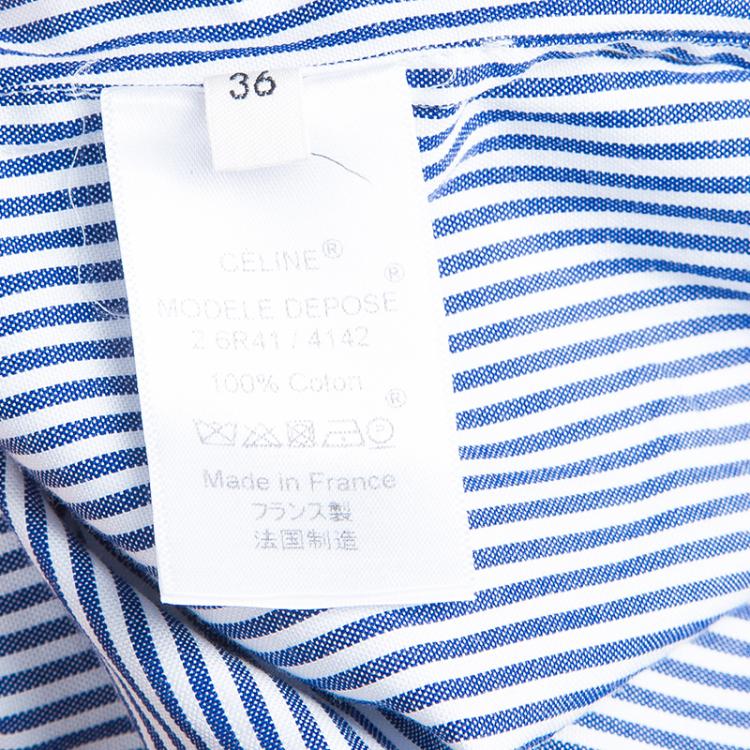 36
CÉLINE®
®
MODELE DEPOSE
2.6R41 / 4142
100% Coton
®
Made in France
フランス製
法国制造